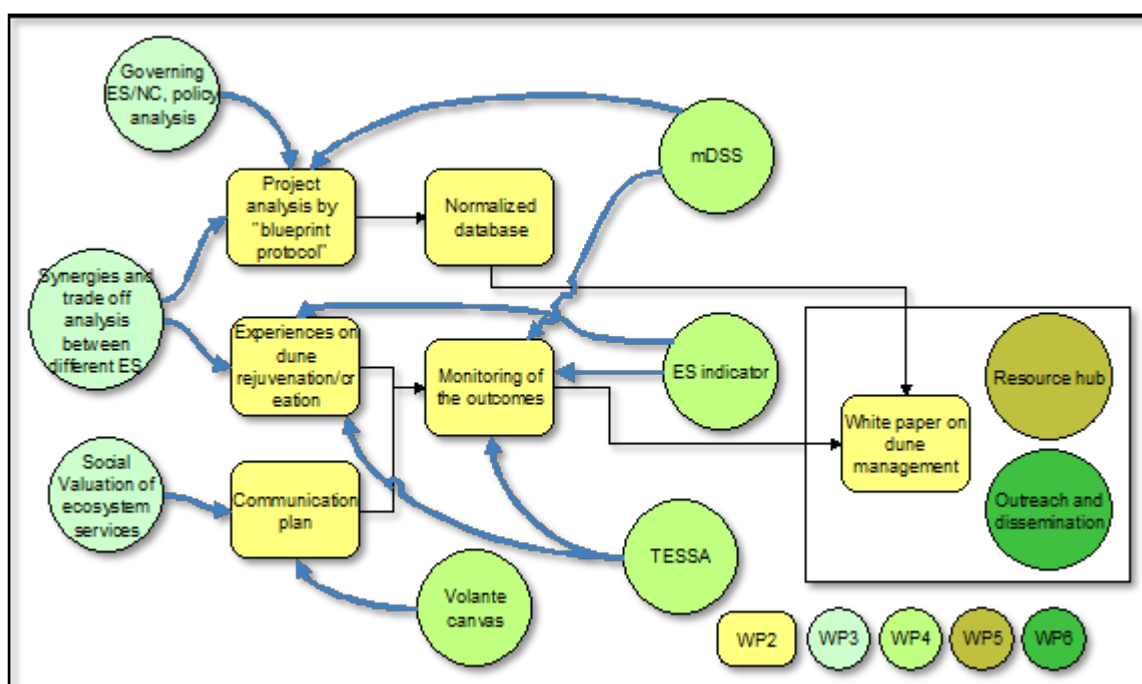 Governing
ES/NC, policy
analysis
mDSS
Project
analysis by
"blueprint
protocol"
Normalized
database
Synergies and
trade off
analysis
between
different ES
Experiences on
dune
rejuvenation/cr
eation
Monitoring of
the outcomes
ES indicator
Resource hub
White paper on
dune
management
Social
Valuation of
ecosystem
services
Communication
plan
Outreach and
dissemination
TESSA
Volante
canvas
WP2
WP3
WP4
WP5
WP6